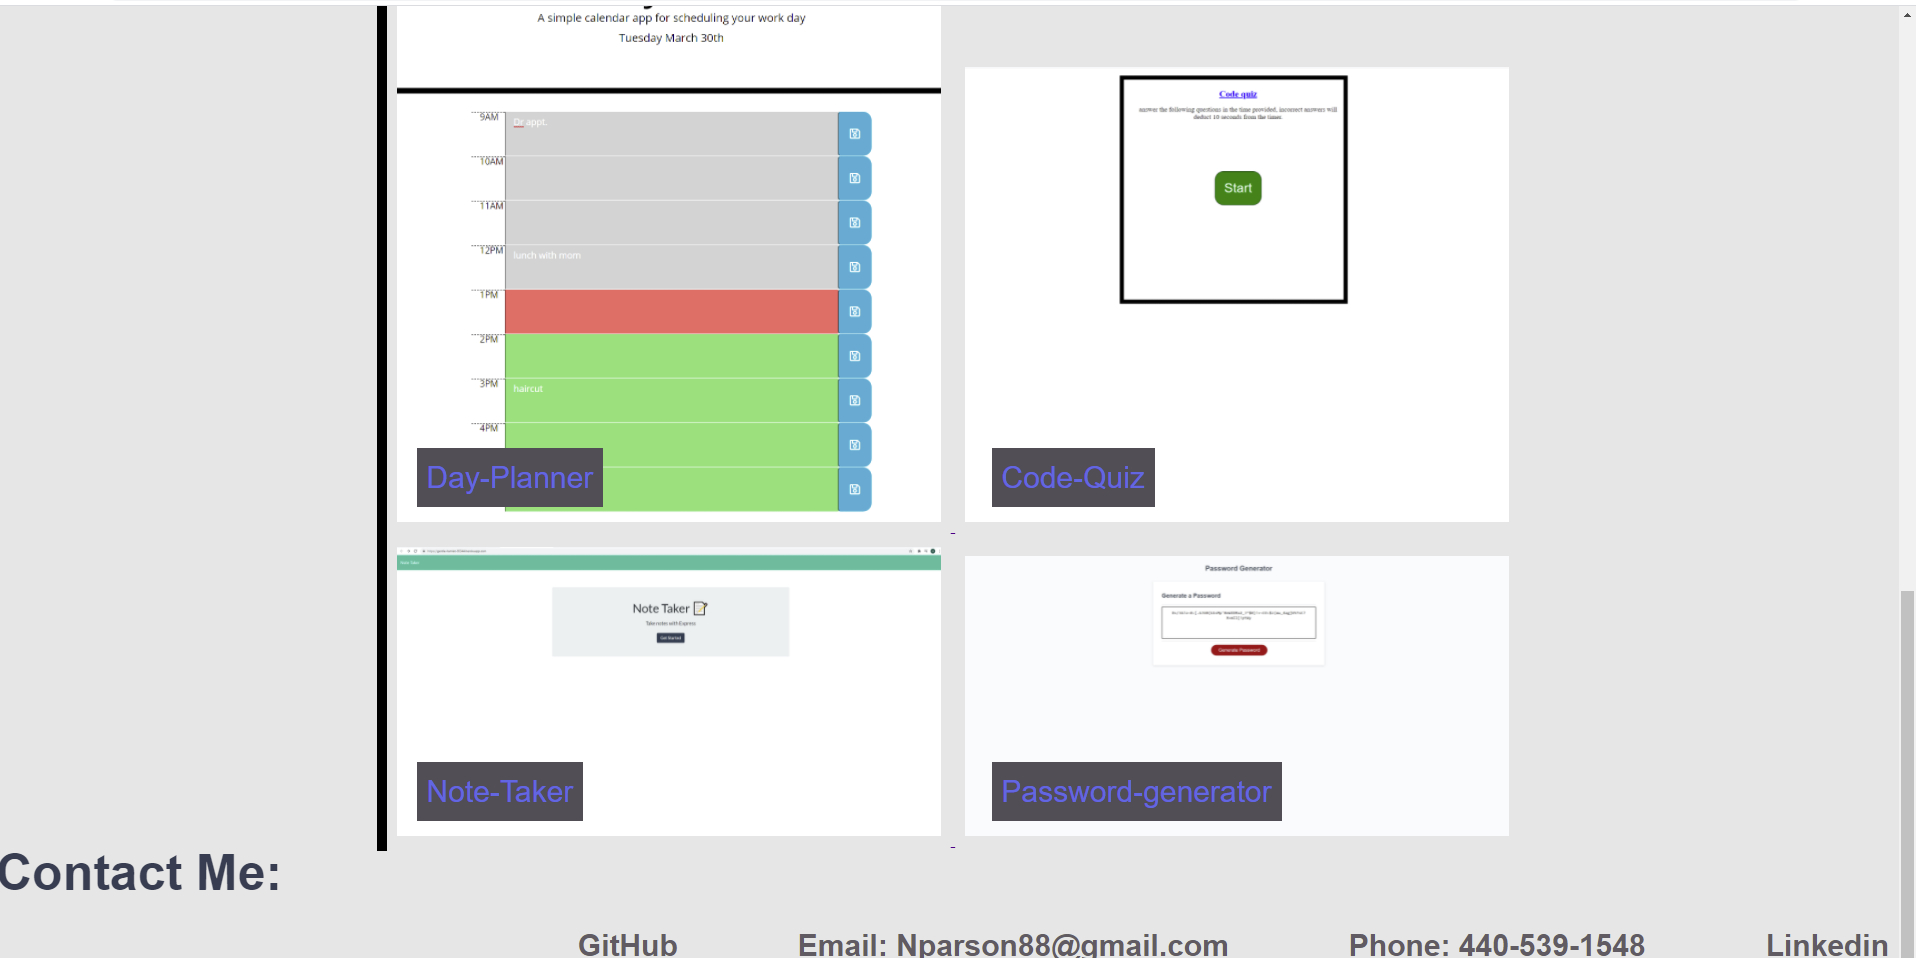 A simple calendar app for scheduling your work day
Tuesday March 30th
9AM
Dr appt.
10AM
11AM
12PM
lunch with mom
1PM
2PM
3PM
haircut
4PM
Day-Planner
Code quiz
answer the following questions in the time provided, incorrect answers will
deduct 10 seconds from the timer.
Start
Code-Quiz
Note Taker
Note Taker
Take notes with Express
Get Started
Note-Taker
Password Generator
Generate a Password
Generate Password
Password-generator
Contact Me:
GitHub
Email: Nparson88@gmail.com
Phone: 440-539-1548
Linkedin